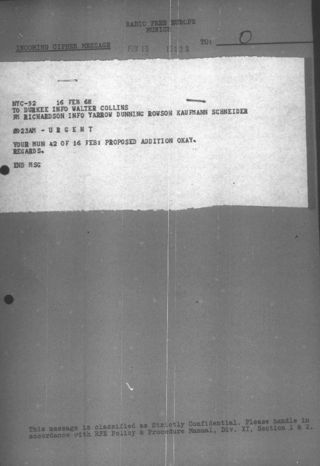 RADIO FREE EUROPE
MUNICH
INCOMING CIPHER MESSAGE
TO: O
FEB 16
NYC-32 16 FEB 68
TO DURKEE INFO WALTER COLLINS
FM RICHARDSON INFO YARROW DUNNING ROWSON KAUFMANN SCHNEIDER
0923AM - U R G E N T
YOUR MUN 42 OF 16 FEB: PROPOSED ADDITION OKAY.
REGARDS.
END MSG
This message is classified as Strictly Confidential. Please handle in
accordance with RFE Policy & Procedure Manual, Div. XI, Section 1 & 2.